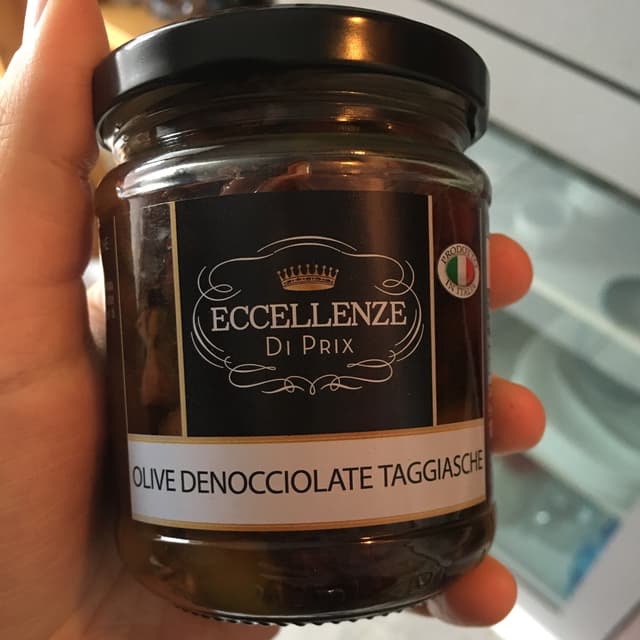 ECCELLENZE
DI PRIX
PRODOTTO
IN ITALIA
OLIVE DENOCCIOLATE TAGGIASCHE